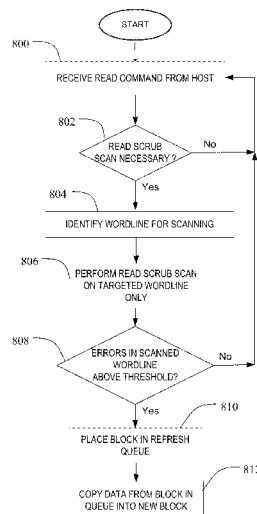 START
800
RECEIVE READ COMMAND FROM HOST
802
READ SCRUB
SCAN NECESSARY ?
No
Yes
804
IDENTIFY WORDLINE FOR SCANNING
806
PERFORM READ SCRUB SCAN
ON TARGETED WORDLINE
ONLY
808
ERRORS IN SCANNED
WORDLINE
ABOVE THRESHOLD?
No
Yes
810
PLACE BLOCK IN REFRESH
QUEUE
COPY DATA FROM BLOCK IN
QUEUE INTO NEW BLOCK